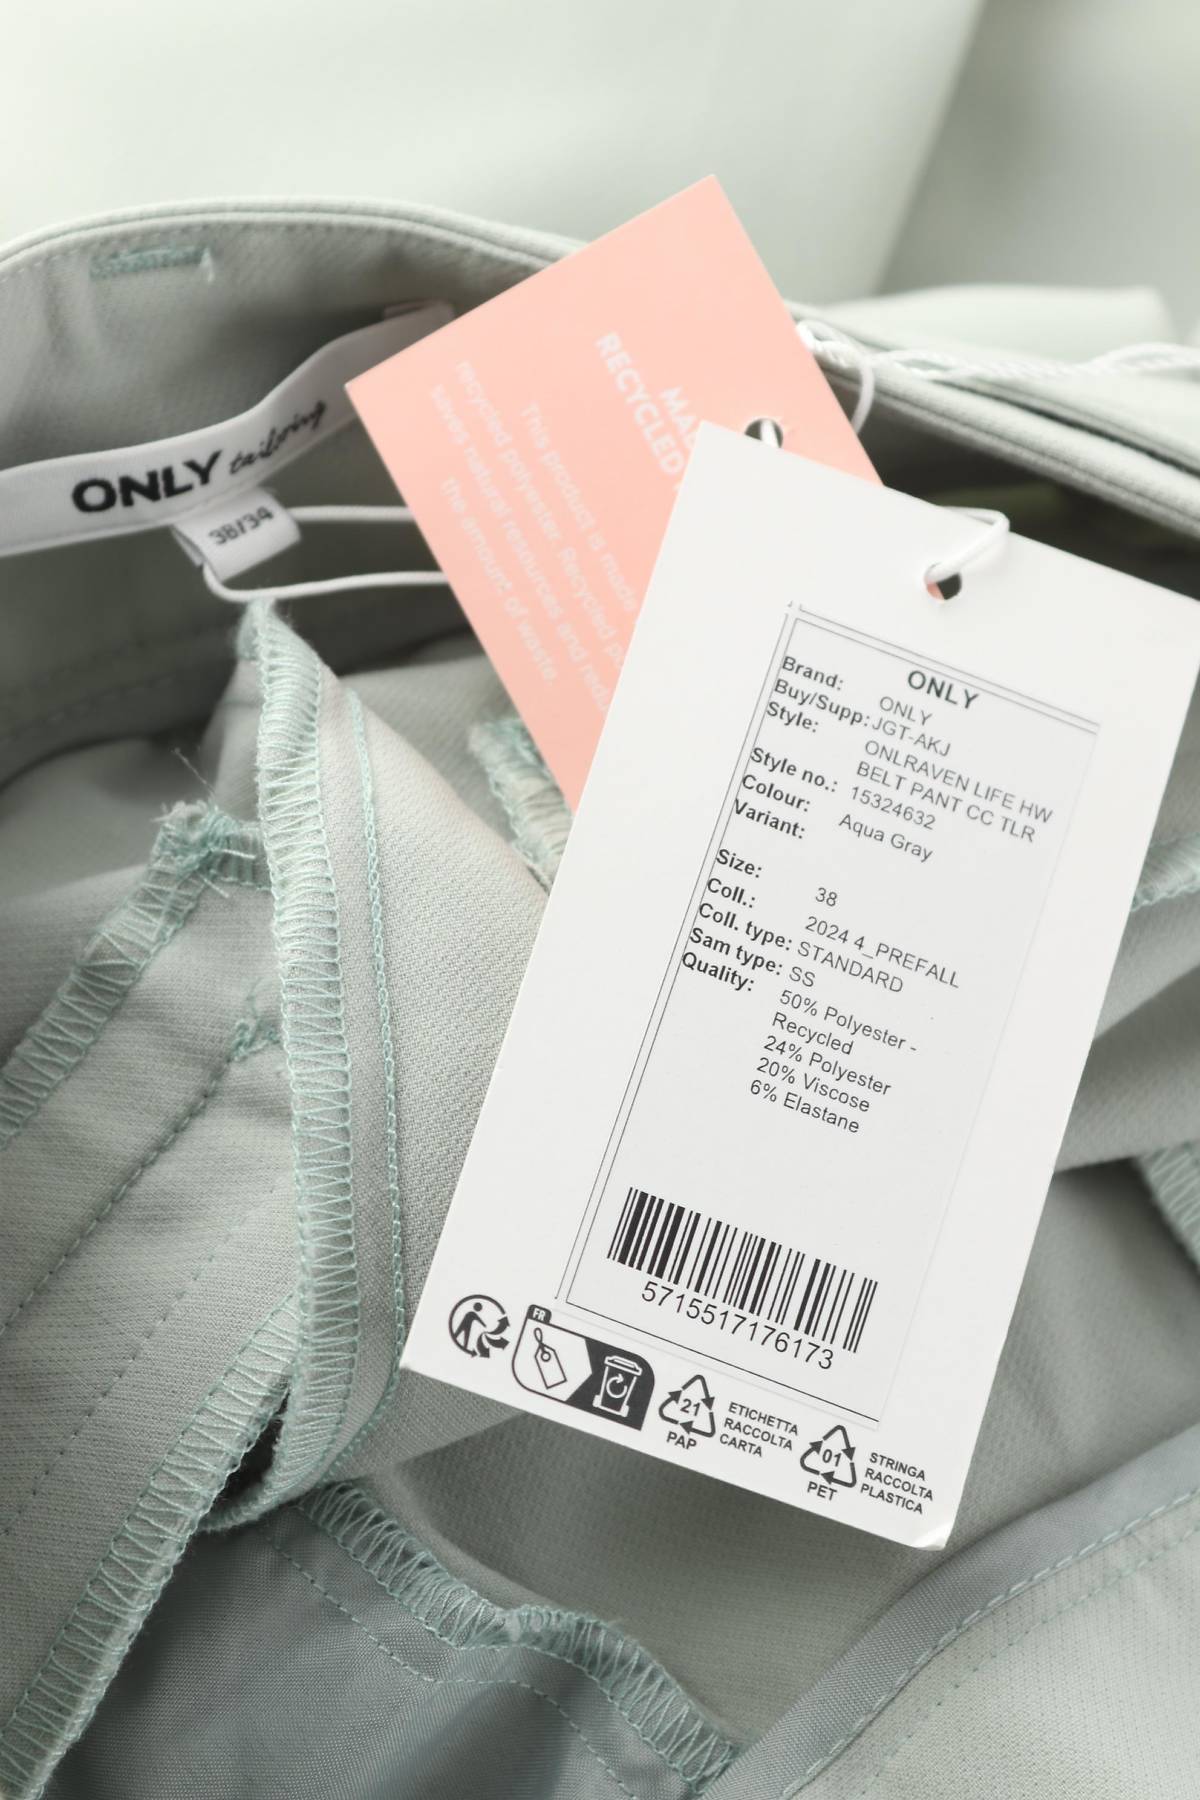 ONLY tailoring
38/34
RECYCLED
This product is made
recycled polyester. Recycled
saves natural resources and
the amount of waste.
ONLY
Brand: ONLY
Buy/Supp: JGT-AKJ
Style: ONLRAVEN LIFE HW
BELT PANT CC TLR
Style no.: 15324632
Colour: Aqua Gray
Variant:
Size: 38
Coll.: 2024 4_PREFALL
Coll. type: STANDARD
Sam type: SS
Quality: 50% Polyester -
Recycled
24% Polyester
20% Viscose
6% Elastane
5715517176173
FR
21
PAP
ETICHETTA
RACCOLTA
CARTA
01
PET
STRINGA
RACCOLTA
PLASTICA